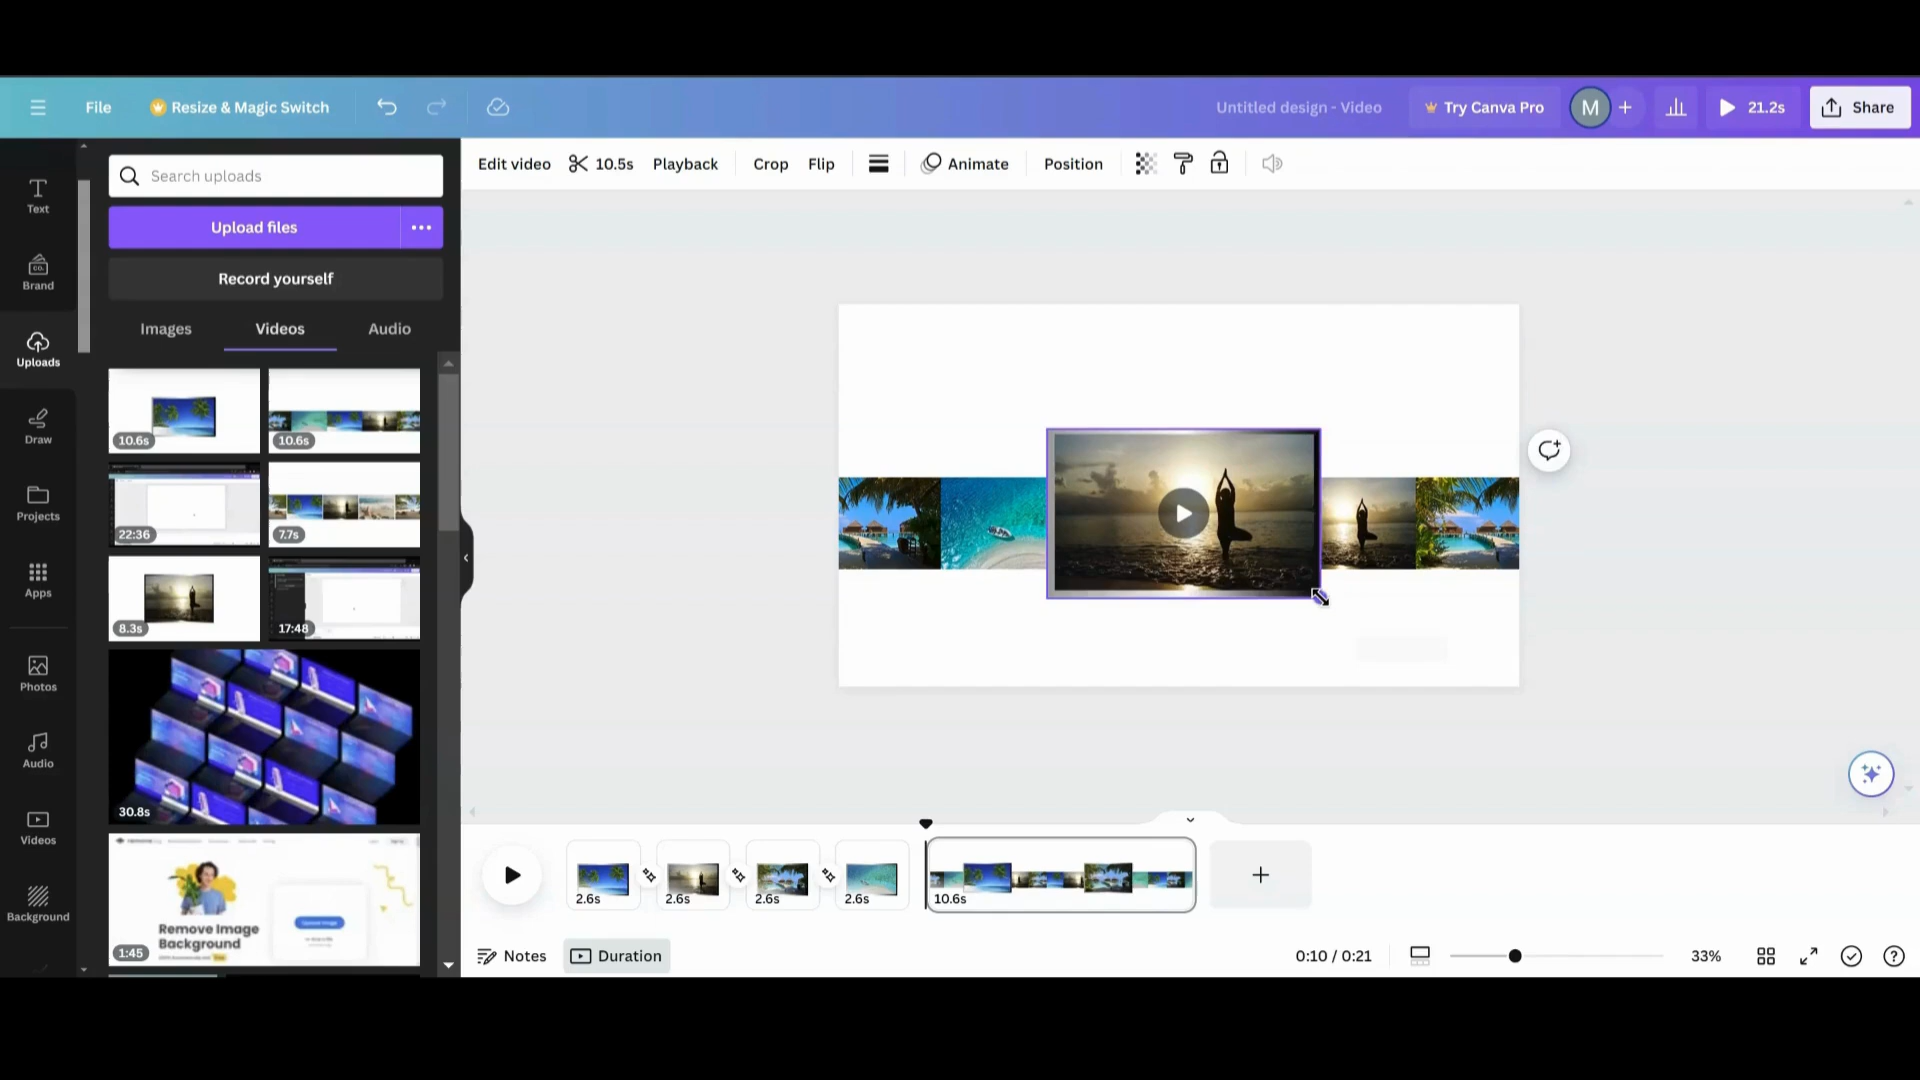 File
Resize & Magic Switch
Untitled design - Video
Try Canva Pro
M
21.2s
Share
Text
Brand
Uploads
Draw
Projects
Apps
Photos
Audio
Videos
Background
Search uploads
Upload files
Record yourself
Images
Videos
Audio
10.6s
10.6s
22:36
7.7s
8.3s
17:48
30.8s
Remove Image
Background
1:45
Edit video
10.5s
Playback
Crop
Flip
Animate
Position
2.6s
2.6s
2.6s
2.6s
10.6s
Notes
Duration
0:10 / 0:21
33%